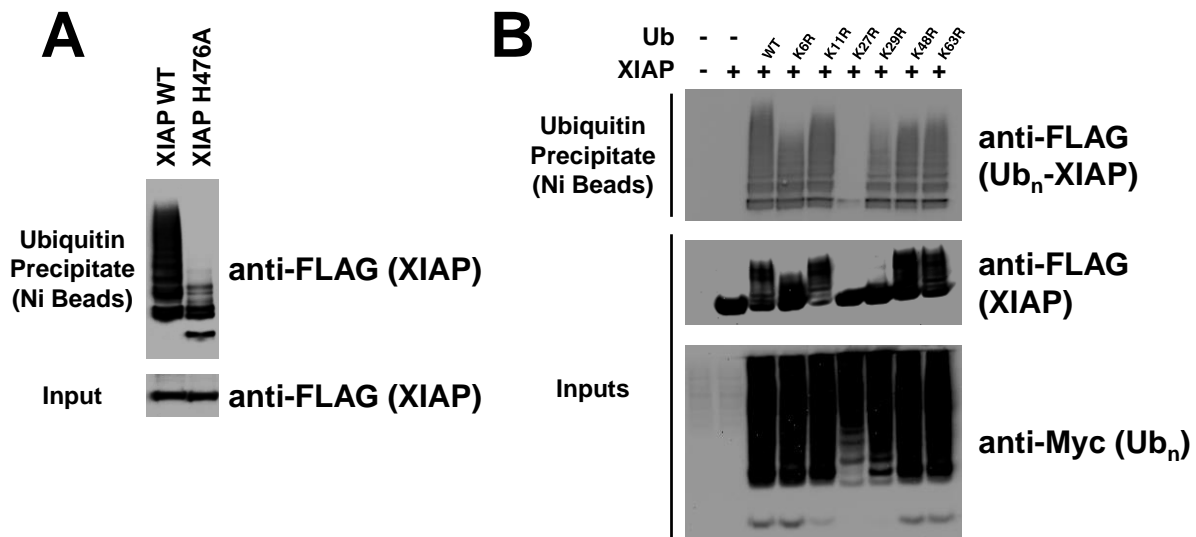 A
XIAP WT
XIAP H476A
Ubiquitin
Precipitate
(Ni Beads)
anti-FLAG (XIAP)
Input
anti-FLAG (XIAP)
B
Ub - - WT K6R K11R K27R K29R K48R K63R
XIAP - + + + + + + + +
Ubiquitin
Precipitate
(Ni Beads)
anti-FLAG
(Ubn-XIAP)
anti-FLAG
(XIAP)
Inputs
anti-Myc (Ubn)